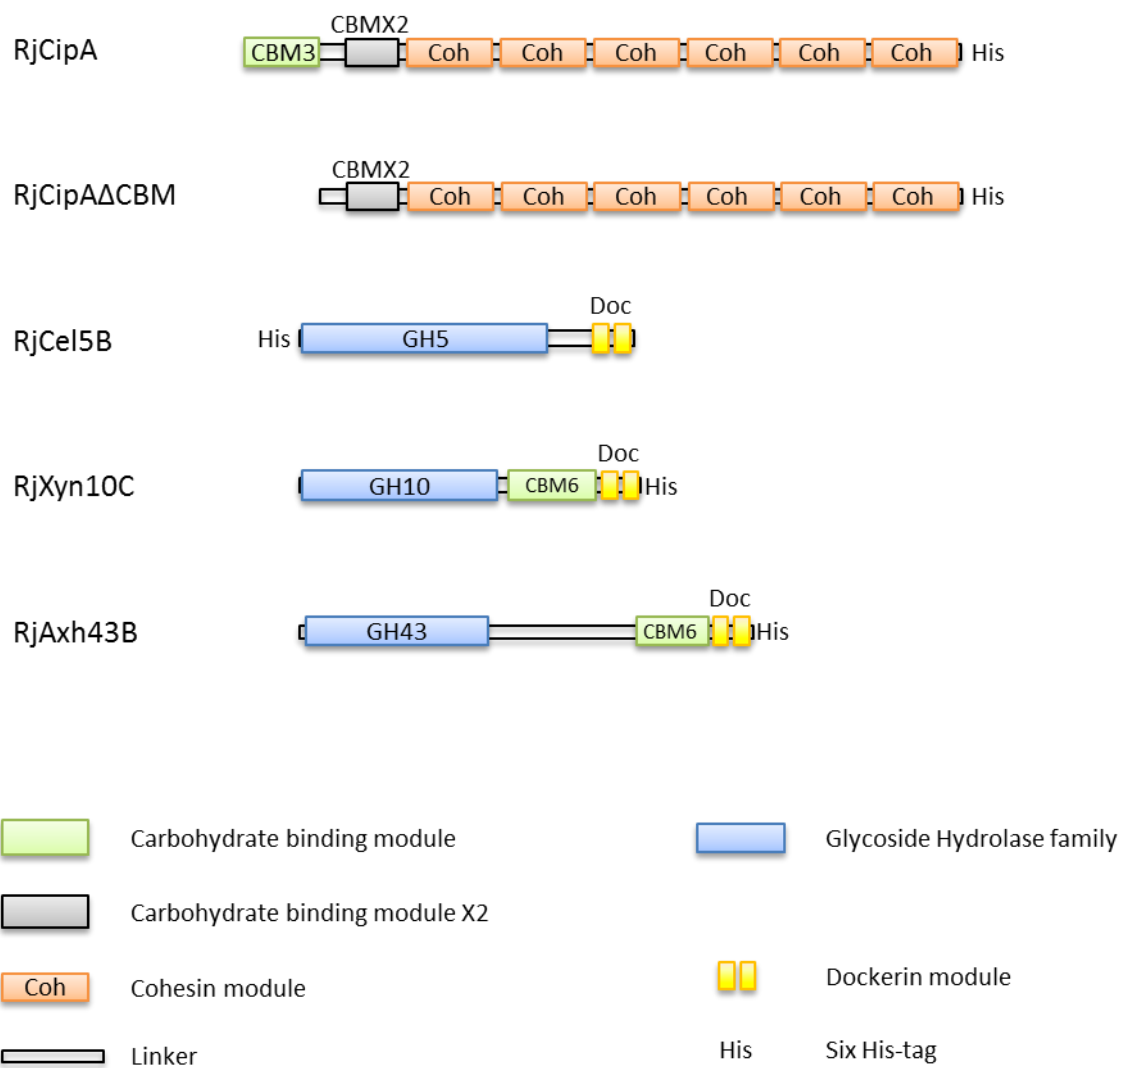 CBMX2
RjCipA CBM3 Coh Coh Coh Coh Coh Coh His
CBMX2
RjCipAΔCBM Coh Coh Coh Coh Coh Coh His
Doc
RjCel5B His GH5
Doc
RjXyn10C GH10 CBM6 His
Doc
RjAxh43B GH43 CBM6 His
Carbohydrate binding module
Glycoside Hydrolase family
Carbohydrate binding module X2
Coh Cohesin module
Dockerin module
Linker
His Six His-tag